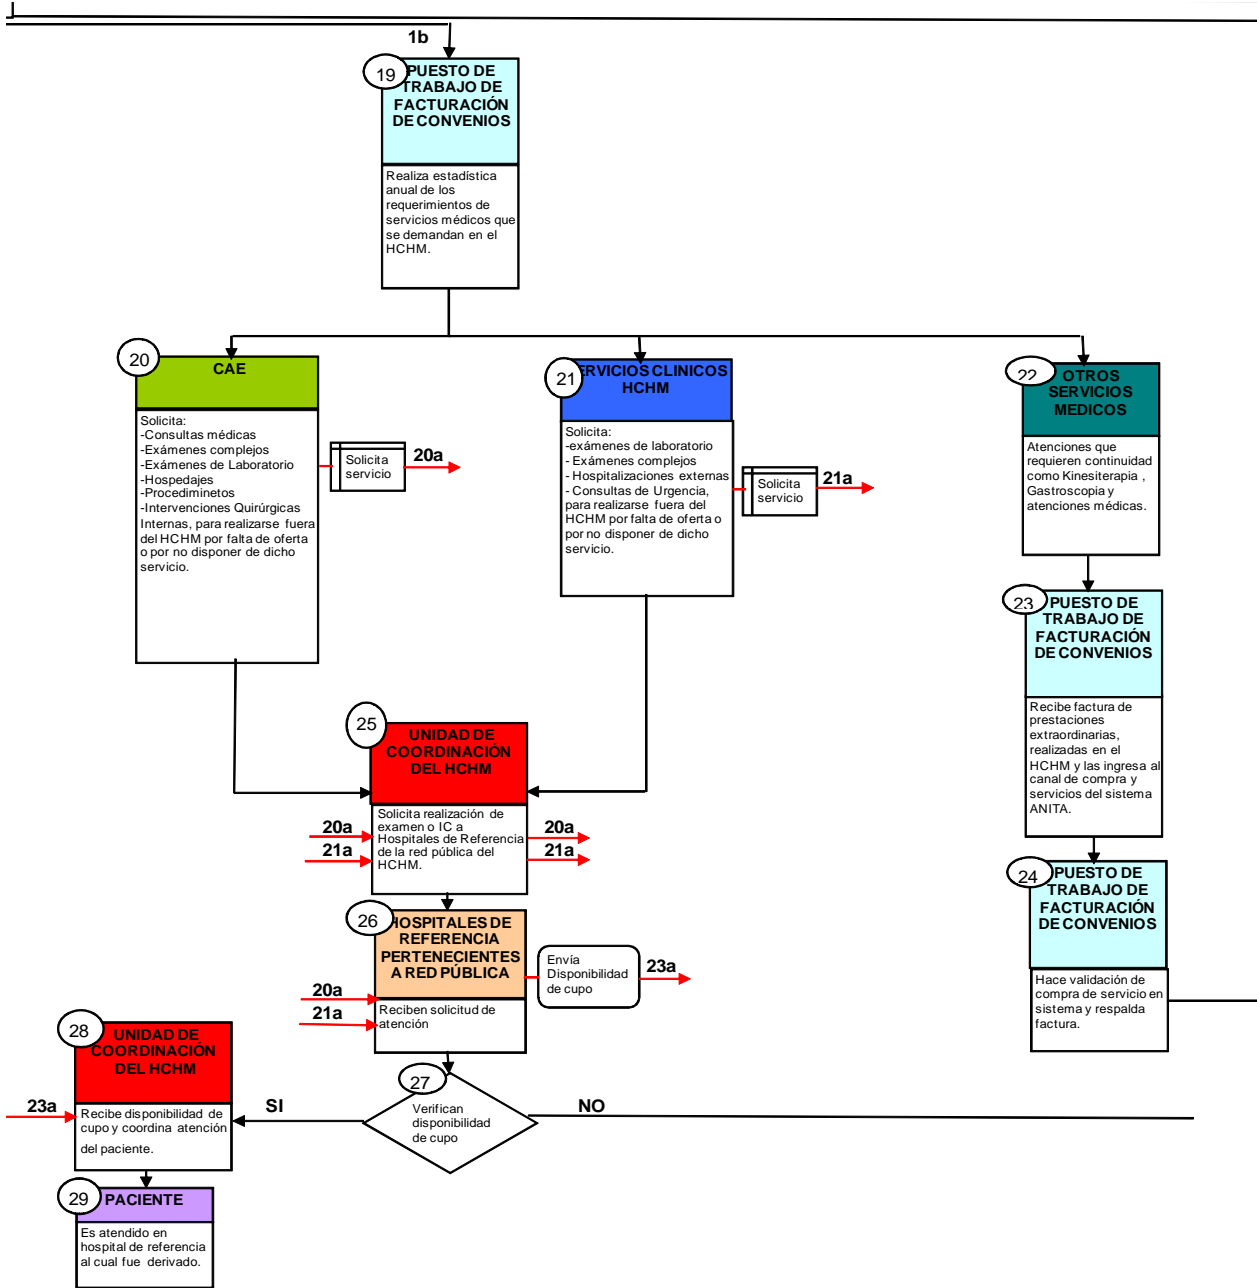 1b
19
PUESTO DE
TRABAJO DE
FACTURACIÓN
DE CONVENIOS
Realiza estadística
anual de los
requerimientos de
servicios médicos que
se demandan en el
HCHM.
20
CAE
Solicita:
-Consultas médicas
-Exámenes complejos
-Exámenes de Laboratorio
-Hospedajes
-Procediminetos
-Intervenciones Quirúrgicas
Internas, para realizarse fuera
del HCHM por falta de oferta
o por no disponer de dicho
servicio.
Solicita
servicio
20a
21
ERVICIOS CLINICOS
HCHM
Solicita:
-exámenes de laboratorio
- Exámenes complejos
- Hospitalizaciones externas
- Consultas de Urgencia,
para realizarse fuera del
HCHM por falta de oferta o
por no disponer de dicho
servicio.
Solicita
servicio
21a
22
OTROS
SERVICIOS
MEDICOS
Atenciones que
requieren continuidad
como Kinesiterapia ,
Gastroscopia y
atenciones médicas.
23
PUESTO DE
TRABAJO DE
FACTURACIÓN
DE CONVENIOS
Recibe factura de
prestaciones
extraordinarias,
realizadas en el
HCHM y las ingresa al
canal de compra y
servicios del sistema
ANITA.
24
PUESTO DE
TRABAJO DE
FACTURACIÓN
DE CONVENIOS
Hace validación de
compra de servicio en
sistema y respalda
factura.
25
UNIDAD DE
COORDINACIÓN
DEL HCHM
Solicita realización de
examen o IC a
Hospitales de Referencia
de la red pública del
HCHM.
20a
21a
20a
21a
26
HOSPITALES DE
REFERENCIA
PERTENECIENTES
A RED PÚBLICA
Reciben solicitud de
atención
20a
21a
Envía
Disponibilidad
de cupo
23a
27
Verifican
disponibilidad
de cupo
SI
NO
28
UNIDAD DE
COORDINACIÓN
DEL HCHM
23a
Recibe disponibilidad de
cupo y coordina atención
del paciente.
29
PACIENTE
Es atendido en
hospital de referencia
al cual fue derivado.